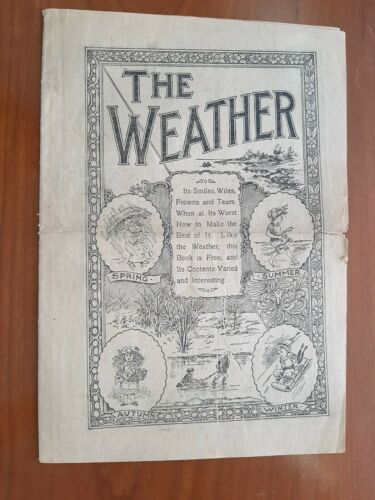 THE
WEATHER
Its Smiles, Wiles,
Frowns and Tears.
When at Its Worst
How to Make the
Best of It. Like
the Weather, this
Book is Free, and
Its Contents Varied
and Interesting.
SPRING
SUMMER
AUTUMN
WINTER